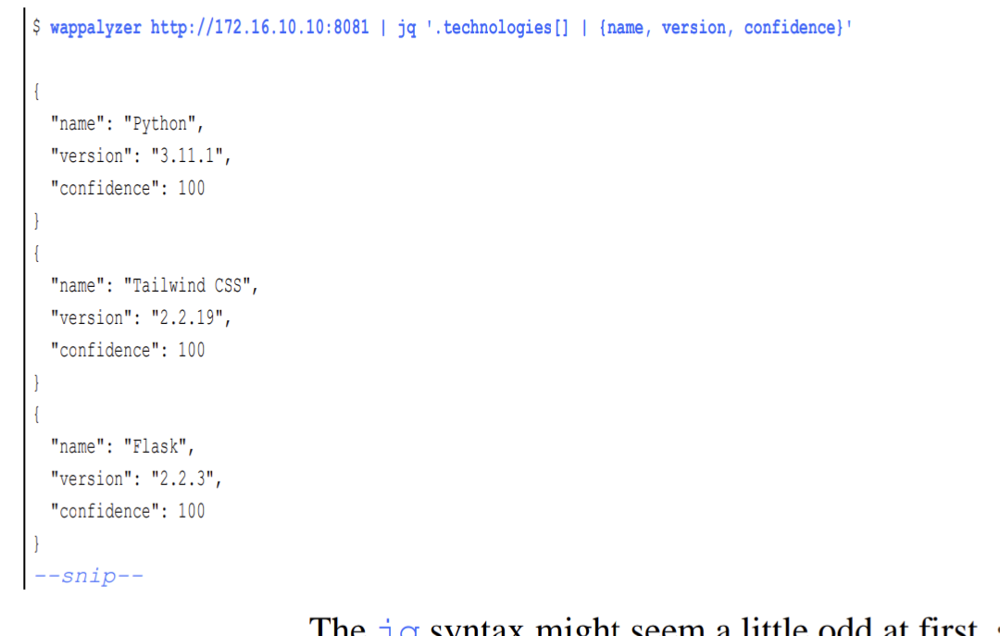 $ wappalyzer http://172.16.10.10:8081 | jq '.technologies[] | {name, version, confidence}'
{
"name": "Python",
"version": "3.11.1",
"confidence": 100
}
{
"name": "Tailwind CSS",
"version": "2.2.19",
"confidence": 100
}
{
"name": "Flask",
"version": "2.2.3",
"confidence": 100
}
--snip--
The jq syntax might seem a little odd at first